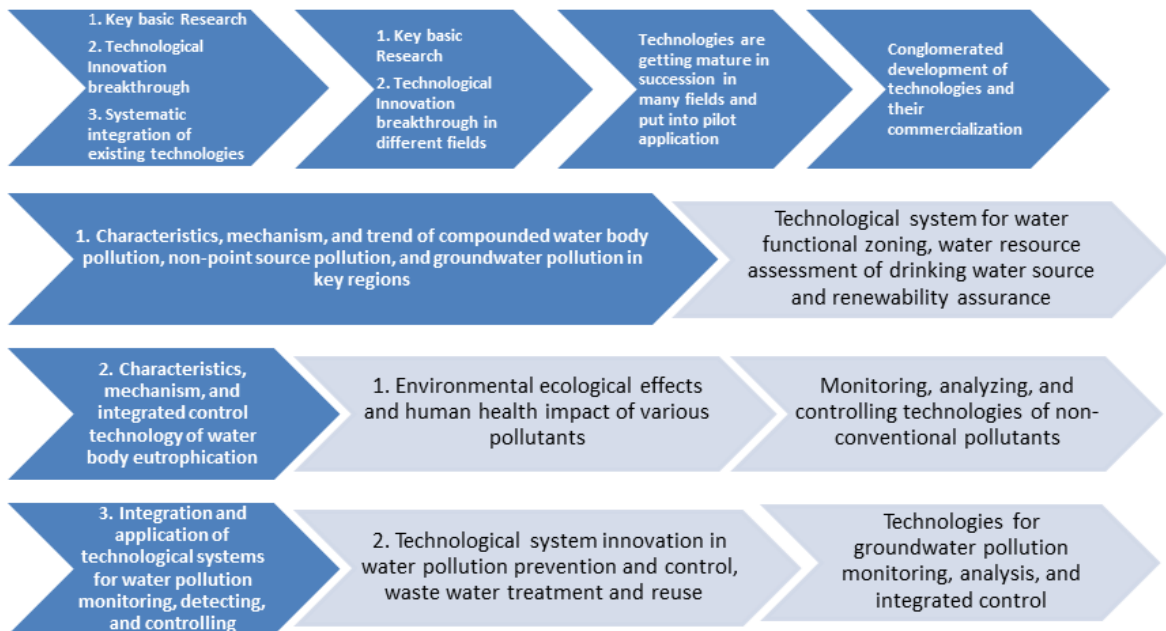 1. Key basic Research
2. Technological
Innovation
breakthrough
3. Systematic
integration of
existing technologies
1. Key basic
Research
2. Technological
Innovation
breakthrough in
different fields
Technologies are
getting mature in
succession in
many fields and
put into pilot
application
Conglomerated
development of
technologies and
their
commercialization
1. Characteristics, mechanism, and trend of compounded water body
pollution, non-point source pollution, and groundwater pollution in
key regions
Technological system for water
functional zoning, water resource
assessment of drinking water source
and renewability assurance
2. Characteristics,
mechanism, and
integrated control
technology of water
body eutrophication
1. Environmental ecological effects
and human health impact of various
pollutants
Monitoring, analyzing, and
controlling technologies of non-
conventional pollutants
3. Integration and
application of
technological systems
for water pollution
monitoring, detecting,
and controlling
2. Technological system innovation in
water pollution prevention and control,
waste water treatment and reuse
Technologies for
groundwater pollution
monitoring, analysis, and
integrated control